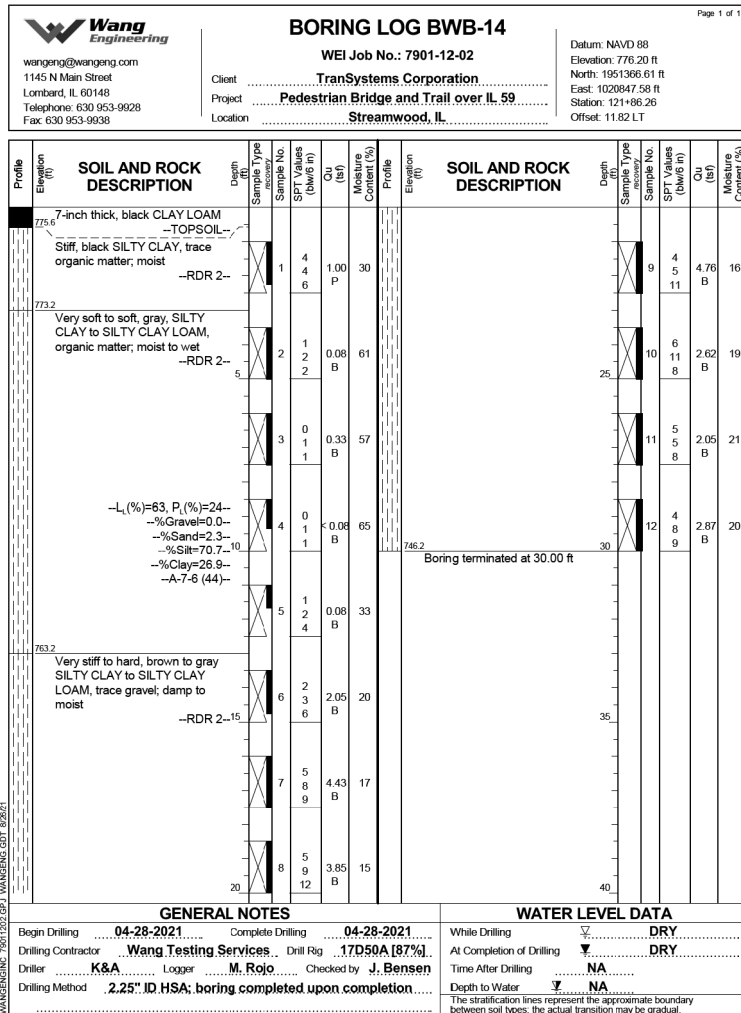 Page 1 of 1
Wang
Engineering
wangeng@wangeng.com
1145 N Main Street
Lombard, IL 60148
Telephone: 630 953-9928
Fax: 630 953-9938
BORING LOG BWB-14
WEI Job No.: 7901-12-02
Client TranSystems Corporation
Project Pedestrian Bridge and Trail over IL 59
Location Streamwood, IL
Datum: NAVD 88
Elevation: 776.20 ft
North: 1951366.61 ft
East: 1020847.58 ft
Station: 121+86.26
Offset: 11.82 LT
Profile
Elevation (ft)
SOIL AND ROCK
DESCRIPTION
Depth (ft)
Sample Type
recovery
Sample No.
SPT Values (blw/6 in)
Qu (tsf)
Moisture Content (%)
Profile
Elevation (ft)
SOIL AND ROCK
DESCRIPTION
Depth (ft)
Sample Type
recovery
Sample No.
SPT Values (blw/6 in)
Qu (tsf)
Moisture Content (%)
775.6
7-inch thick, black CLAY LOAM
--TOPSOIL--
Stiff, black SILTY CLAY, trace
organic matter; moist
--RDR 2--
1
4
4
6
1.00
P
30
773.2
Very soft to soft, gray, SILTY
CLAY to SILTY CLAY LOAM,
organic matter; moist to wet
--RDR 2--
5
2
1
2
2
0.08
B
61
3
0
1
1
0.33
B
57
--LL(%)=63, PL(%)=24--
--%Gravel=0.0--
--%Sand=2.3--
--%Silt=70.7--
10
--%Clay=26.9--
--A-7-6 (44)--
4
0
1
1
< 0.08
B
65
5
1
2
4
0.08
B
33
763.2
Very stiff to hard, brown to gray
SILTY CLAY to SILTY CLAY
LOAM, trace gravel; damp to
moist
--RDR 2--
15
6
2
3
6
2.05
B
20
7
5
8
9
4.43
B
17
20
8
5
9
12
3.85
B
15
9
4
5
11
4.76
B
16
25
10
6
11
8
2.62
B
19
11
5
5
8
2.05
B
21
12
4
8
9
2.87
B
20
746.2
30
Boring terminated at 30.00 ft
35
40
WANGENGINC 79011202.GPJ WANGENG.GDT 8/26/21
GENERAL NOTES
Begin Drilling 04-28-2021 Complete Drilling 04-28-2021
Drilling Contractor Wang Testing Services Drill Rig 17D50A [87%]
Driller K&A Logger M. Rojo Checked by J. Bensen
Drilling Method 2.25" ID HSA; boring completed upon completion
WATER LEVEL DATA
While Drilling DRY
At Completion of Drilling DRY
Time After Drilling NA
Depth to Water NA
The stratification lines represent the approximate boundary
between soil types; the actual transition may be gradual.